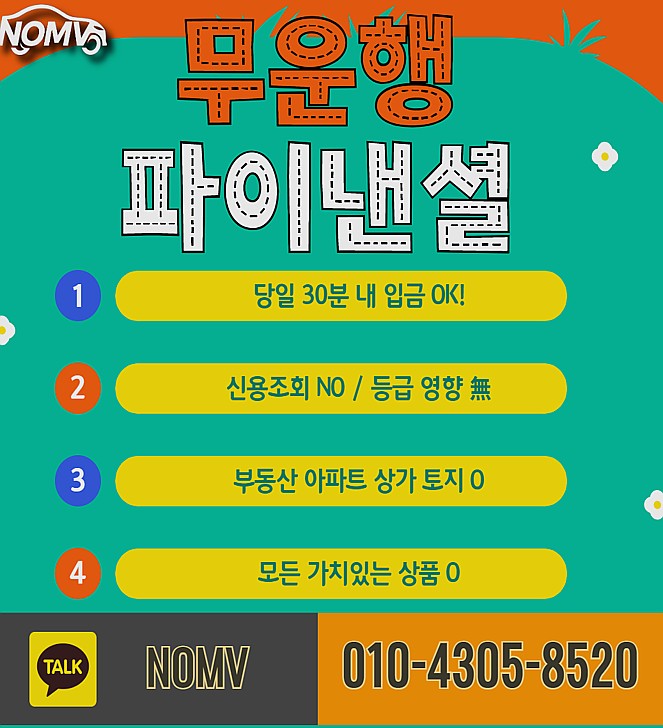 NOMV
무운행
파이낸셜
1 당일 30분 내 입금 OK!
2 신용조회 NO / 등급 영향 無
3 부동산 아파트 상가 토지 O
4 모든 가치있는 상품 O
TALK NOMV 010-4305-8520